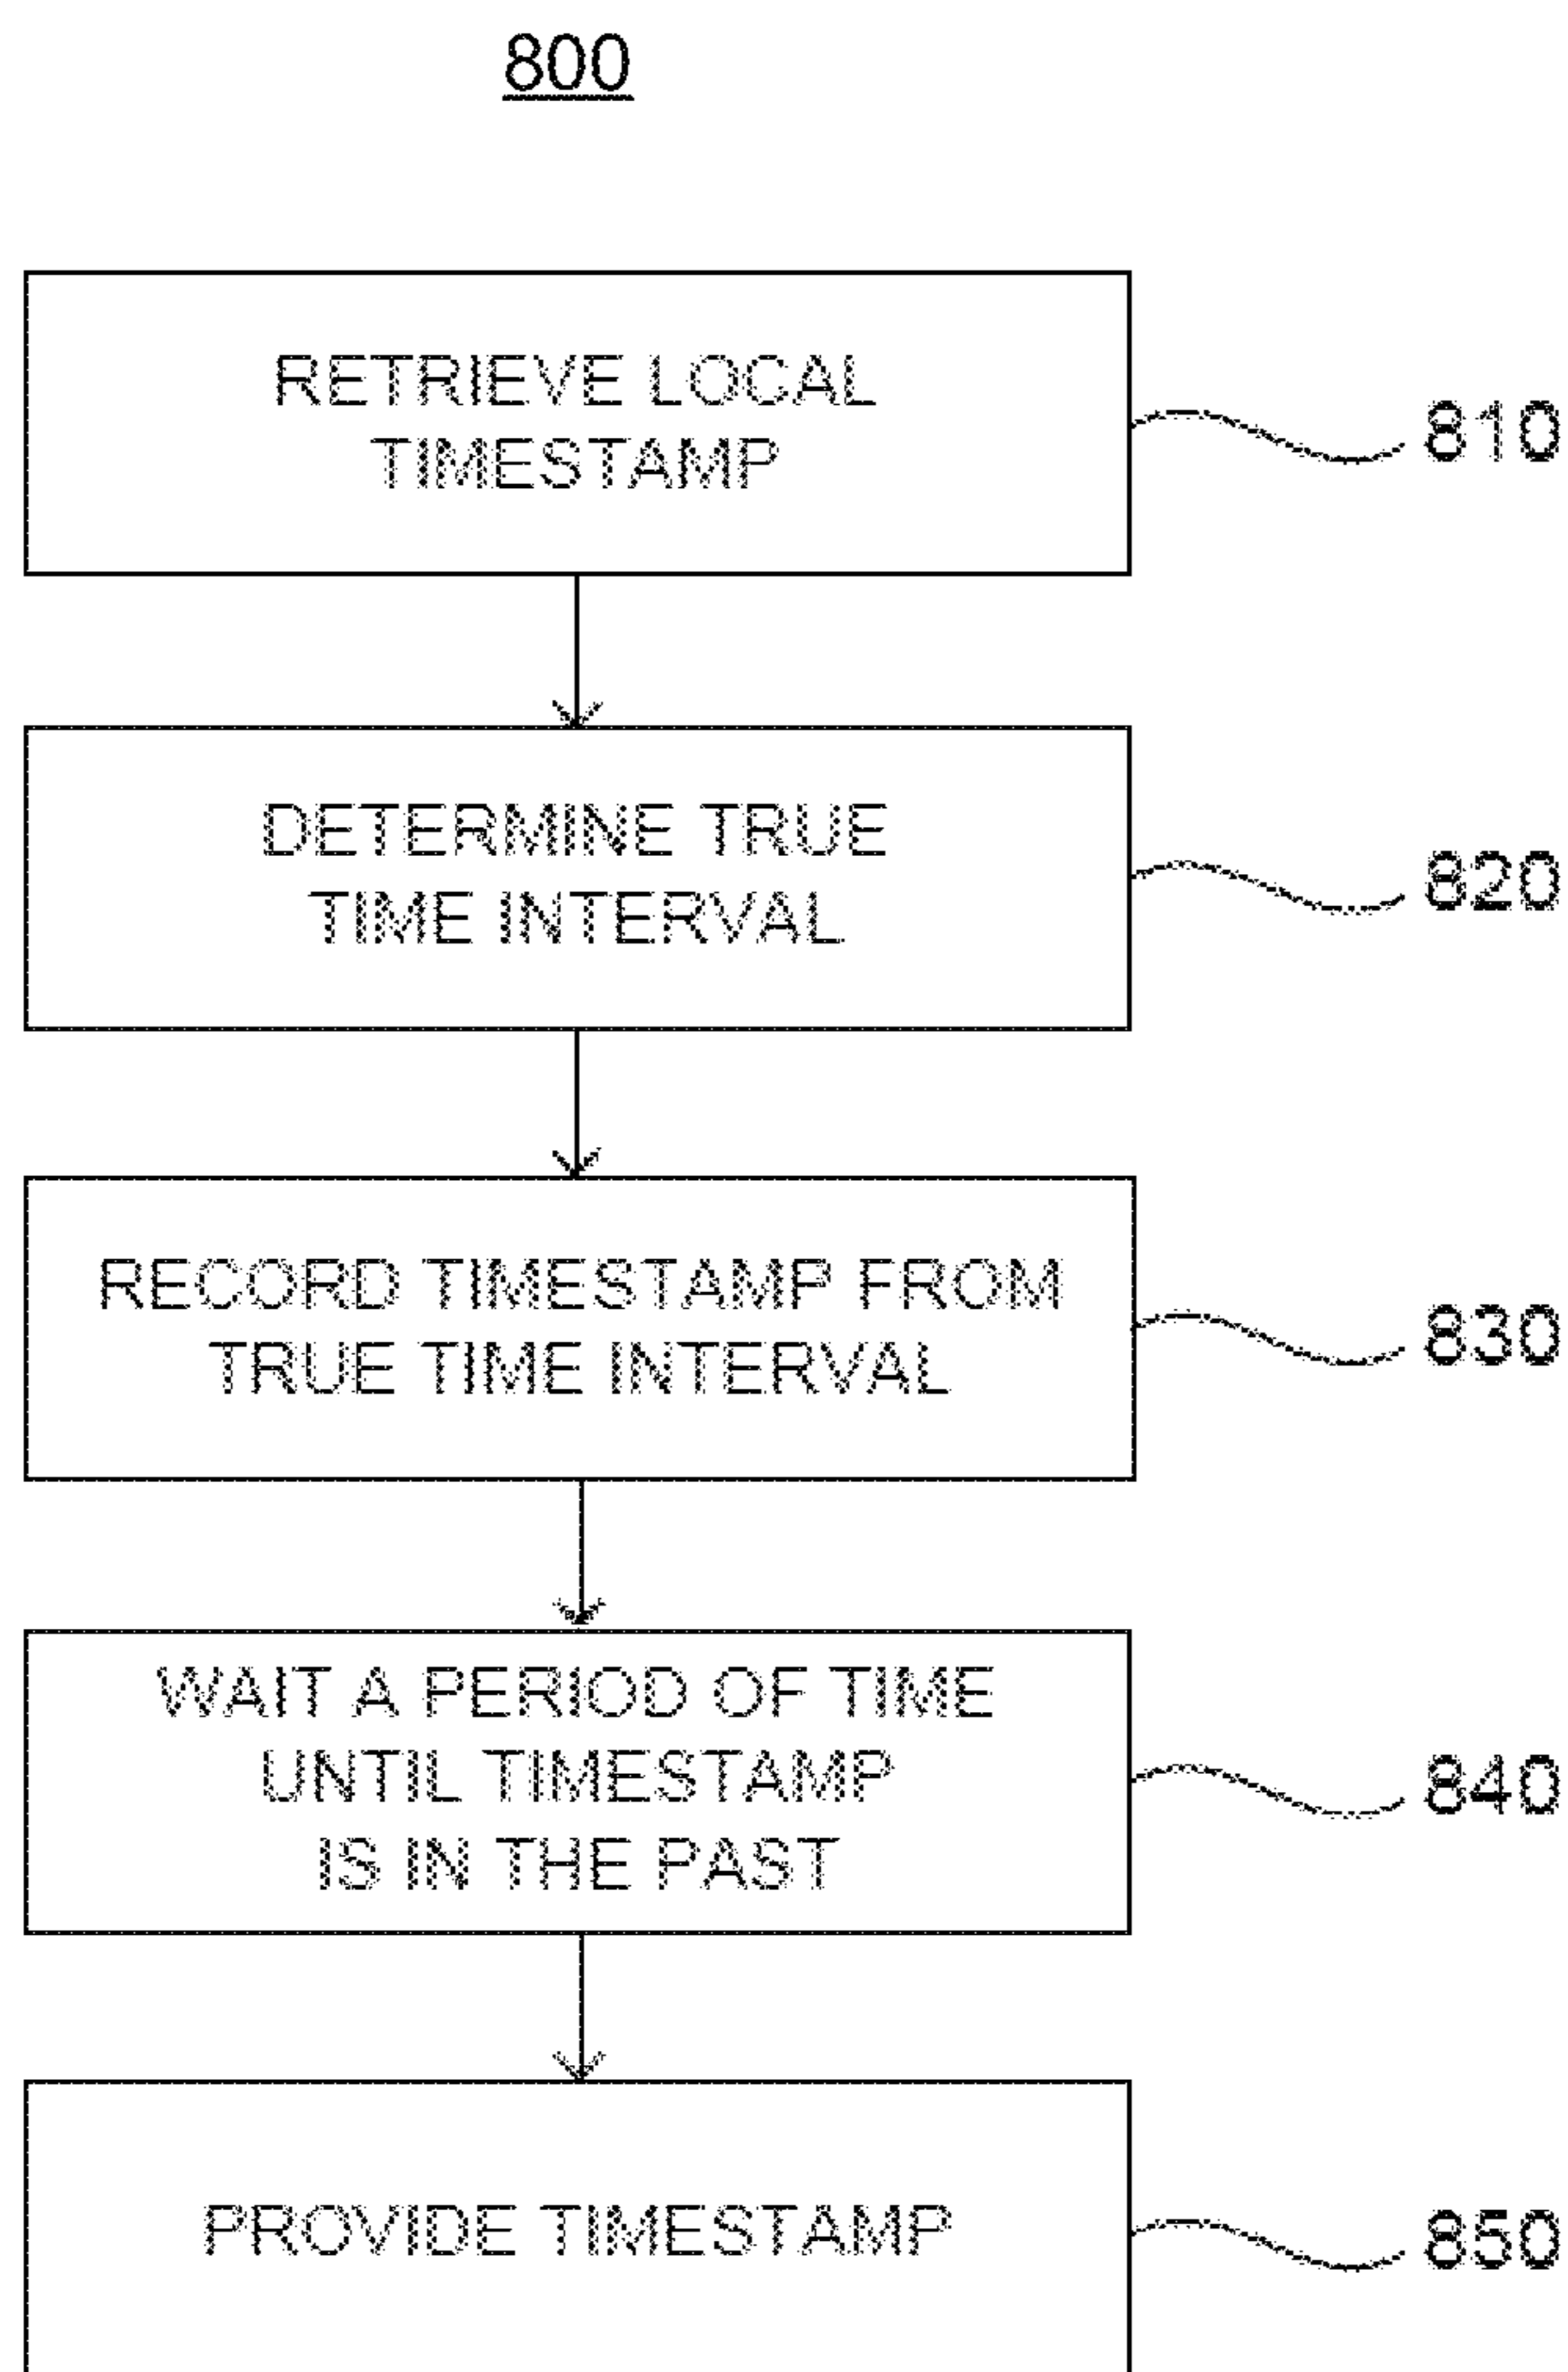 800
RETRIEVE LOCAL
TIMESTAMP
810
DETERMINE TRUE
TIME INTERVAL
820
RECORD TIMESTAMP FROM
TRUE TIME INTERVAL
830
WAIT A PERIOD OF TIME
UNTIL TIMESTAMP
IS IN THE PAST
840
PROVIDE TIMESTAMP
850